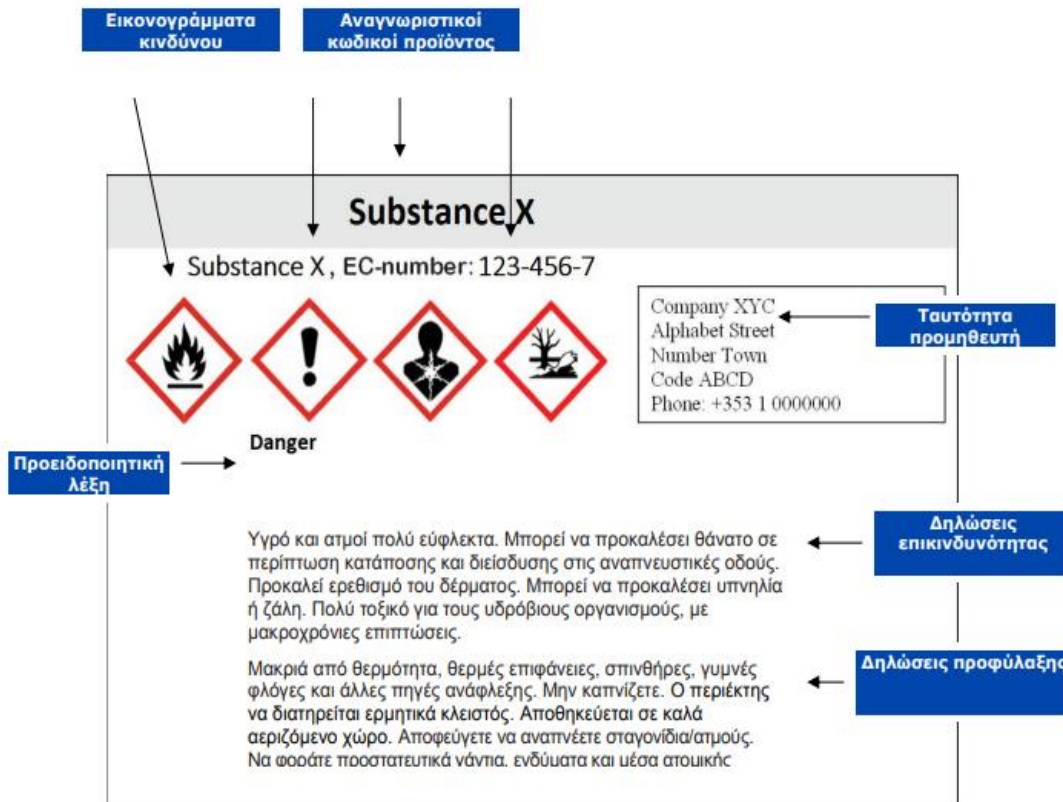 Εικονογράμματα
κινδύνου
Αναγνωριστικοί
κωδικοί προϊόντος
Substance X
Substance X , EC-number: 123-456-7
Company XYC
Alphabet Street
Number Town
Code ABCD
Phone: +353 1 0000000
Ταυτότητα
προμηθευτή
Danger
Προειδοποιητική
λέξη
Υγρό και ατμοί πολύ εύφλεκτα. Μπορεί να προκαλέσει θάνατο σε
περίπτωση κατάποσης και διείσδυσης στις αναπνευστικές οδούς.
Προκαλεί ερεθισμό του δέρματος. Μπορεί να προκαλέσει υπνηλία
ή ζάλη. Πολύ τοξικό για τους υδρόβιους οργανισμούς, με
μακροχρόνιες επιπτώσεις.
Δηλώσεις
επικινδυνότητας
Μακριά από θερμότητα, θερμές επιφάνειες, σπινθήρες, γυμνές
φλόγες και άλλες πηγές ανάφλεξης. Μην καπνίζετε. Ο περιέκτης
να διατηρείται ερμητικά κλειστός. Αποθηκεύεται σε καλά
αεριζόμενο χώρο. Αποφεύγετε να αναπνέετε σταγονίδια/ατμούς.
Να φοράτε προστατευτικά γάντια, ενδύματα και μέσα ατομικής
Δηλώσεις προφύλαξης